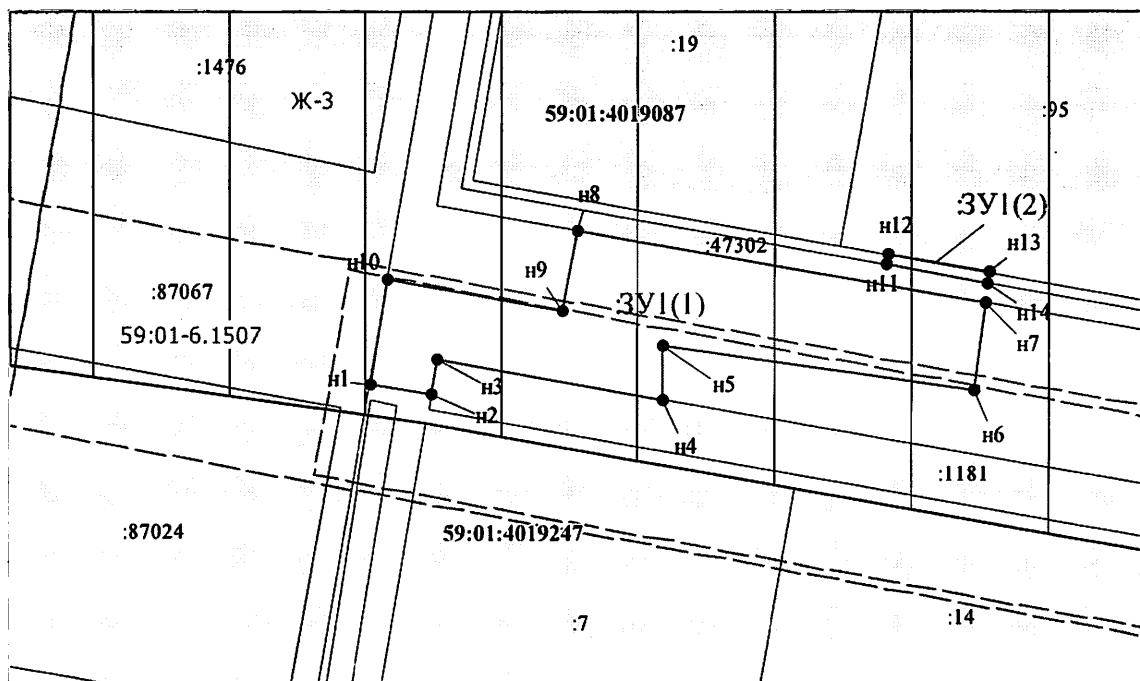 :19
:1476
Ж-3
:95
59:01:4019087
н8
:ЗУ1(2)
н12
н13
:47302
н10
н9
н11
:87067
:ЗУ1(1)
н14
59:01-6.1507
н7
н1
н3
н5
н2
н4
н6
:1181
:87024
59:01:4019247
:7
:14